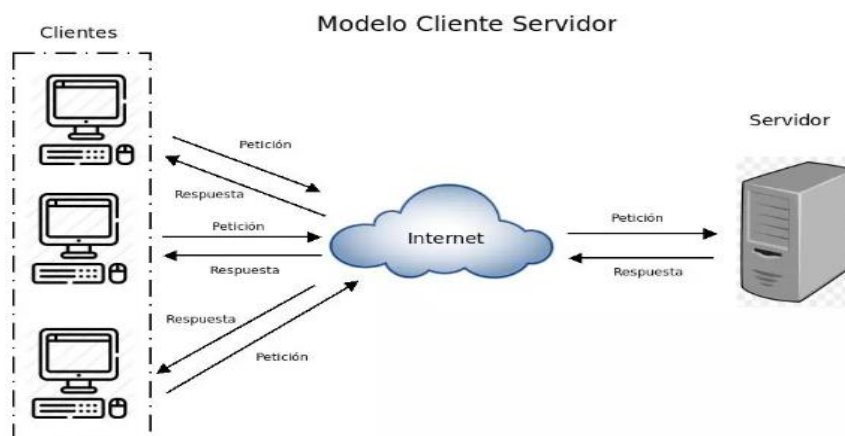 Modelo Cliente Servidor
Clientes
Servidor
Petición
Respuesta
Petición
Respuesta
Internet
Petición
Respuesta
Respuesta
Petición